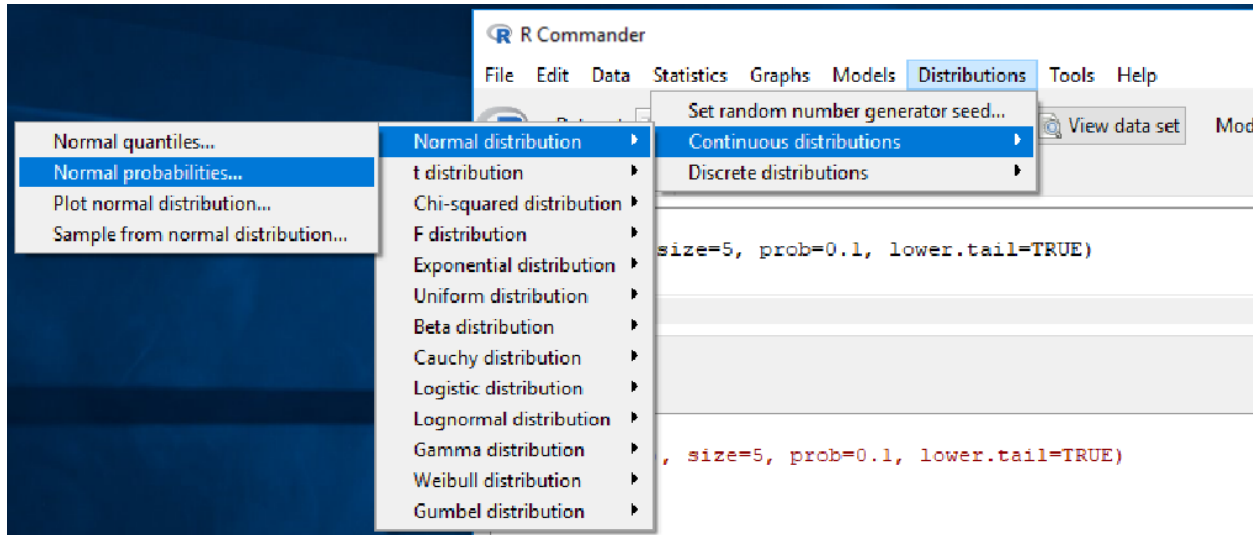 R Commander
File Edit Data Statistics Graphs Models Distributions Tools Help
Set random number generator seed...
Continuous distributions
Discrete distributions
View data set
Mod
Normal distribution
t distribution
Chi-squared distribution
F distribution
Exponential distribution
Uniform distribution
Beta distribution
Cauchy distribution
Logistic distribution
Lognormal distribution
Gamma distribution
Weibull distribution
Gumbel distribution
Normal quantiles...
Normal probabilities...
Plot normal distribution...
Sample from normal distribution...
size=5, prob=0.1, lower.tail=TRUE)
, size=5, prob=0.1, lower.tail=TRUE)